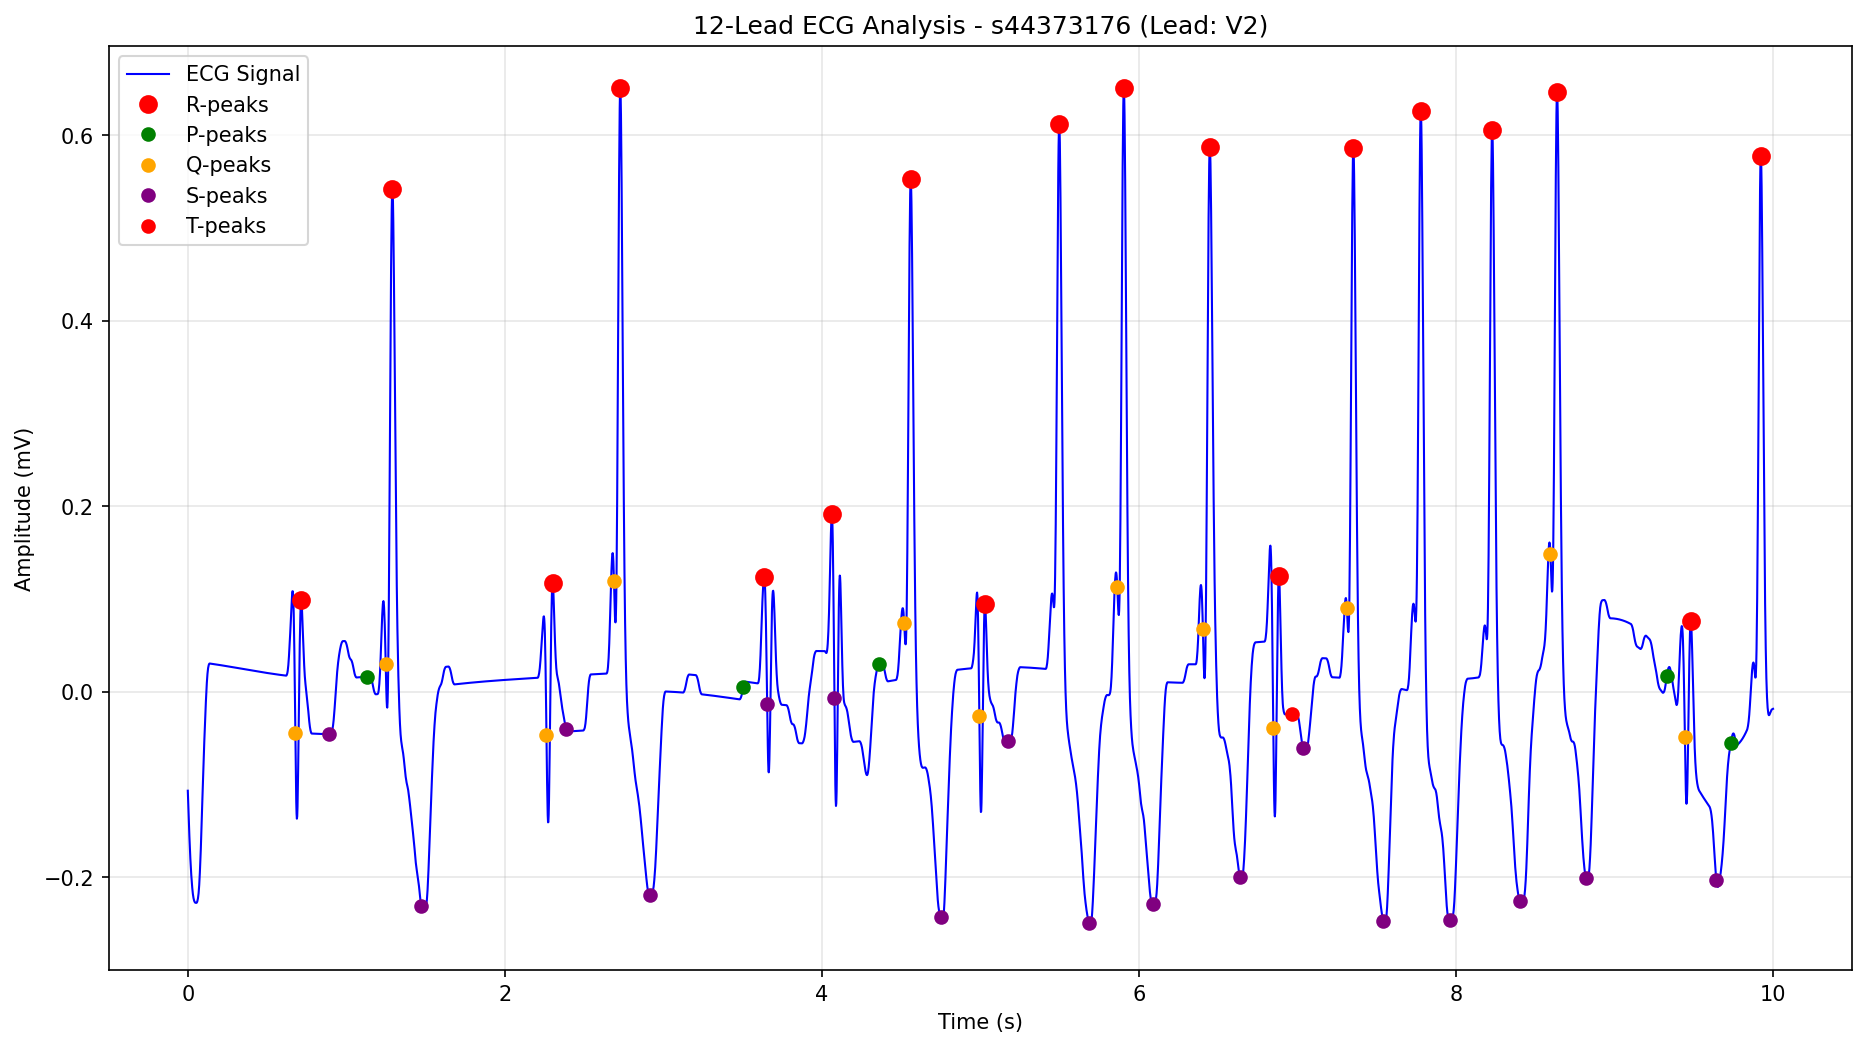 12-Lead ECG Analysis - s44373176 (Lead: V2)
ECG Signal
R-peaks
P-peaks
Q-peaks
S-peaks
T-peaks
Amplitude (mV)
0.6
0.4
0.2
0.0
−0.2
0
2
4
6
8
10
Time (s)